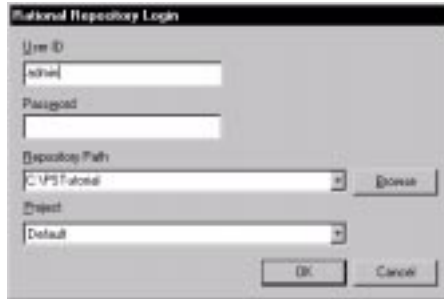 Rational Repository Login
User ID
admin
Password
Repository Path
C:\PSTutorial
Browse
Project
Default
OK
Cancel